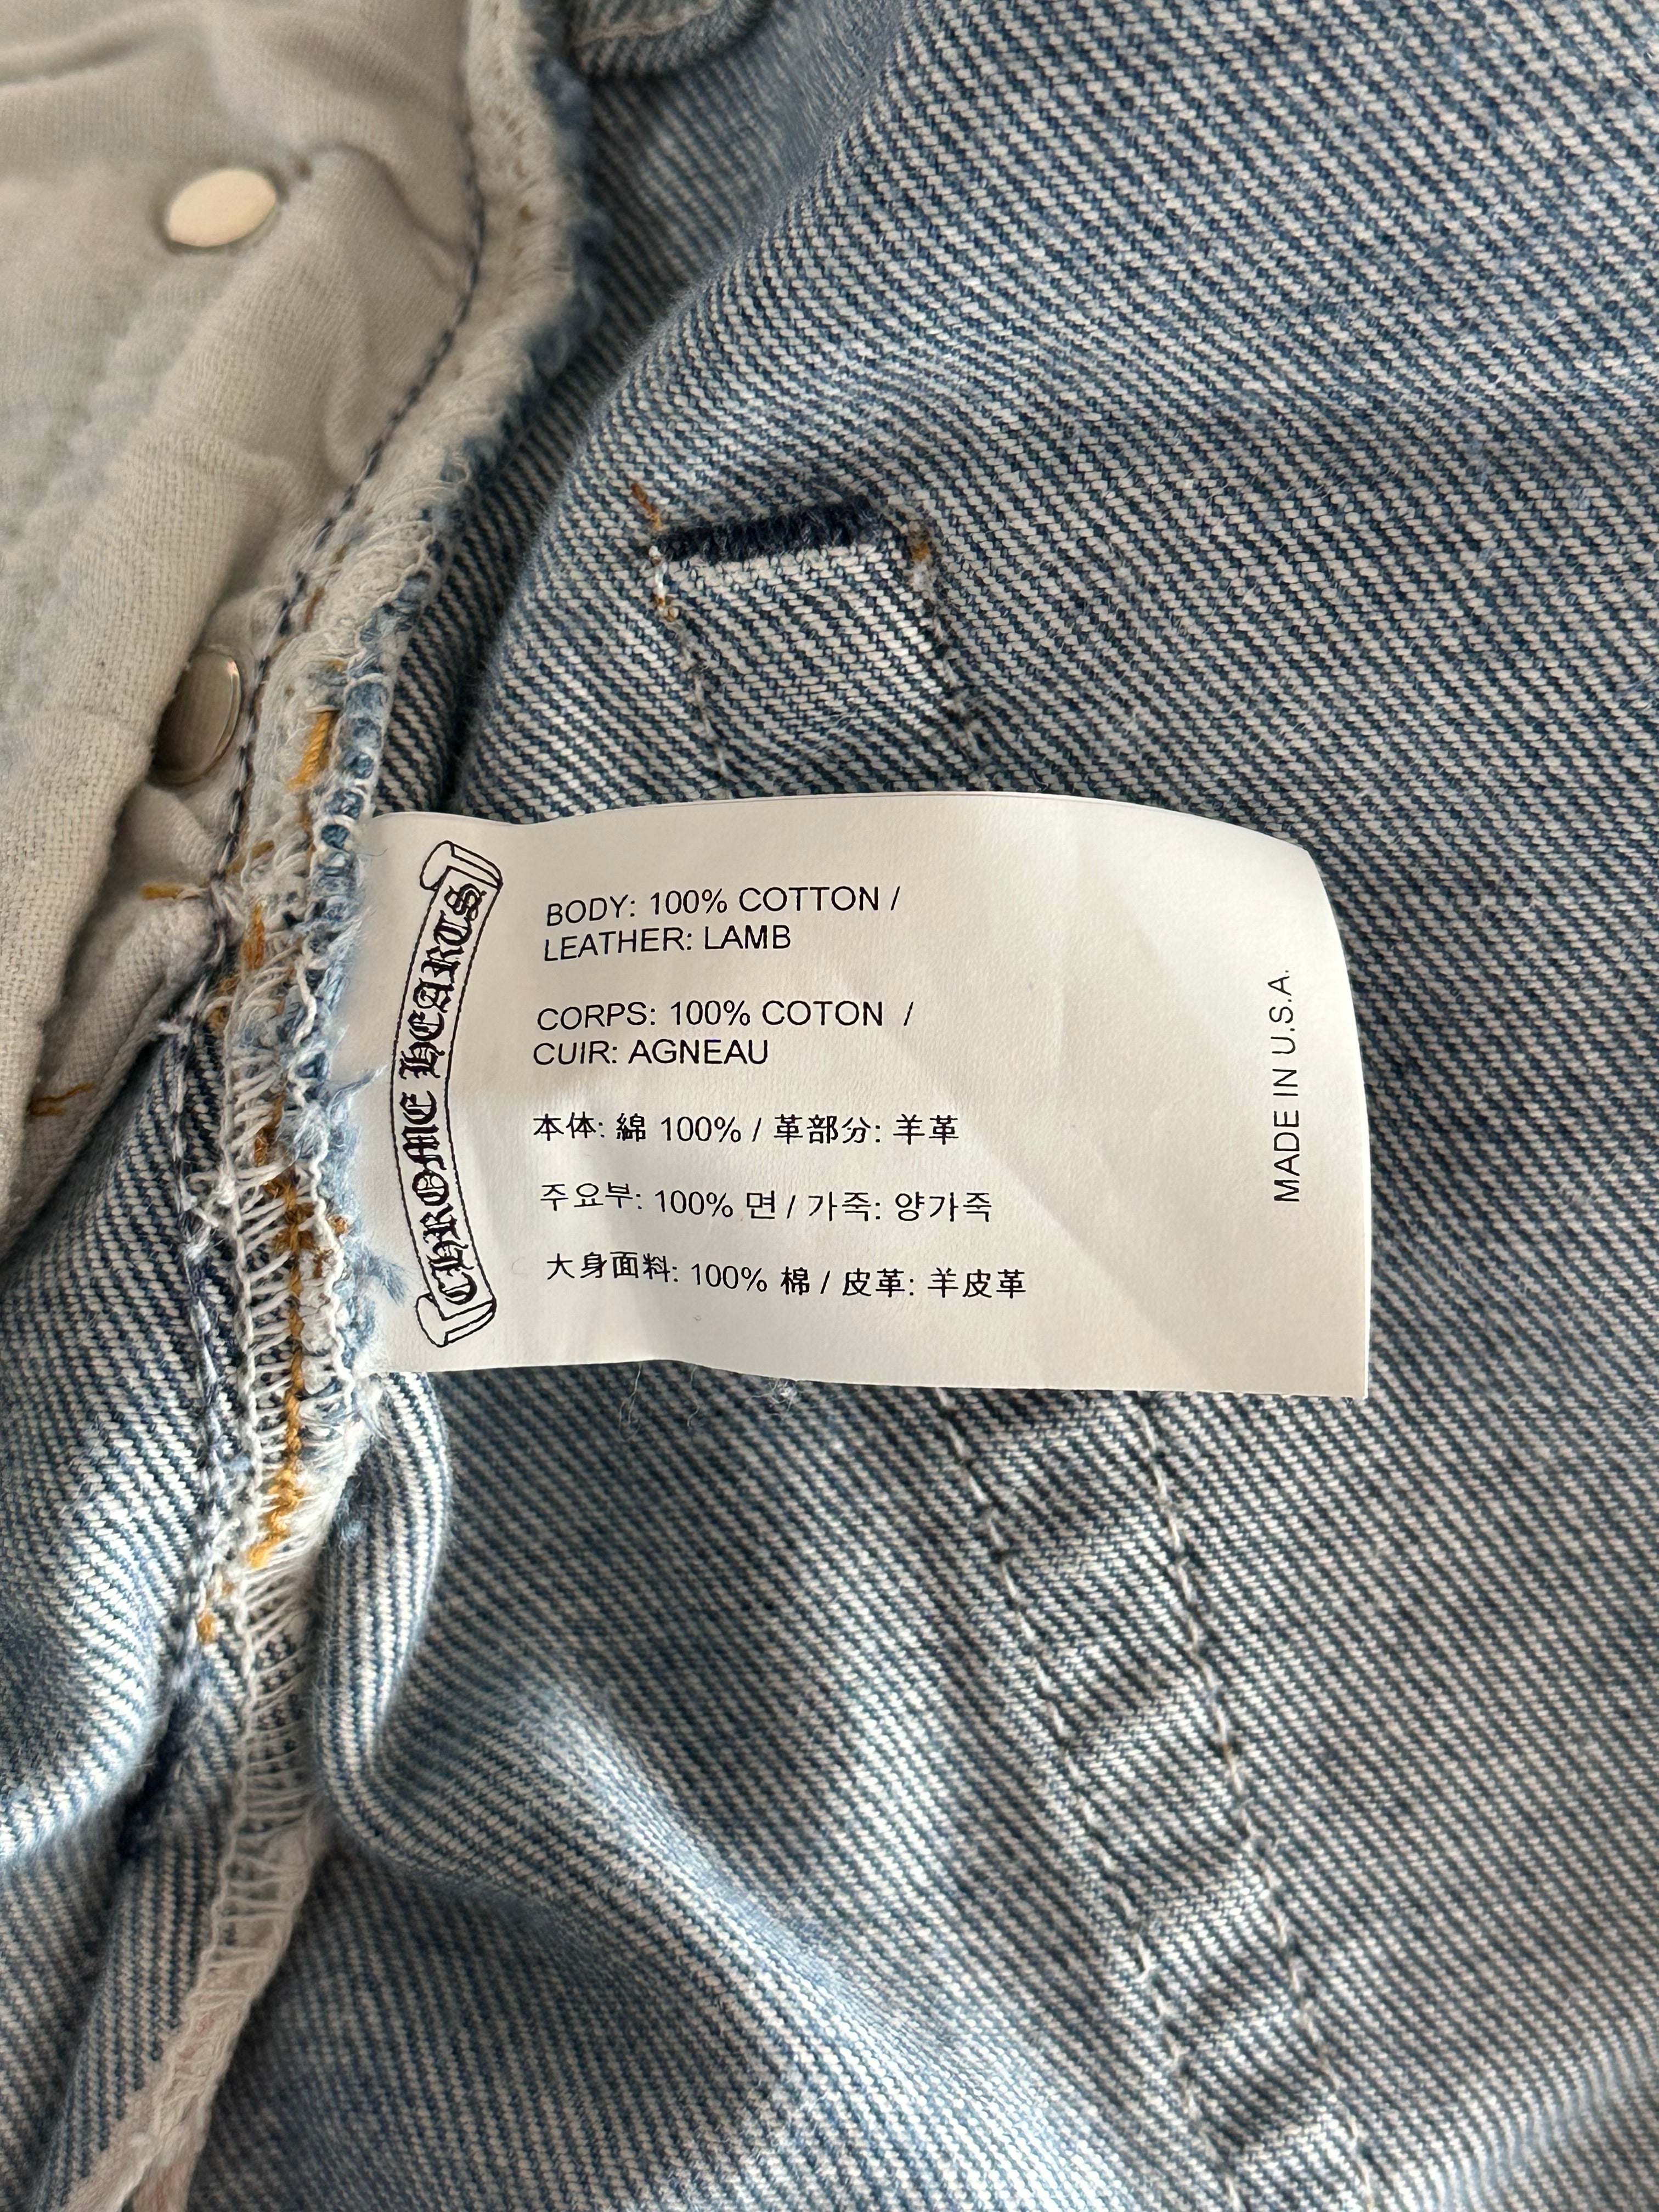 CHROME HEARTS
BODY: 100% COTTON /
LEATHER: LAMB
CORPS: 100% COTON /
CUIR: AGNEAU
本体: 綿 100% / 革部分: 羊革
주요부: 100% 면 / 가죽: 양가죽
大身面料: 100% 棉 / 皮革: 羊皮革
MADE IN U.S.A.